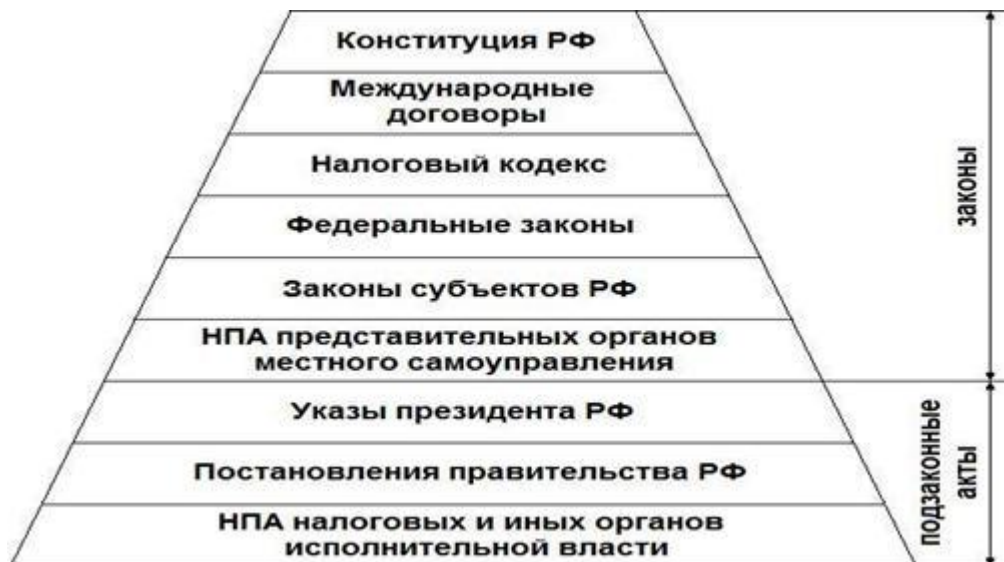 Конституция РФ
Международные
договоры
Налоговый кодекс
Федеральные законы
Законы субъектов РФ
НПА представительных органов
местного самоуправления
Указы президента РФ
Постановления правительства РФ
НПА налоговых и иных органов
исполнительной власти
законы
подзаконные
акты